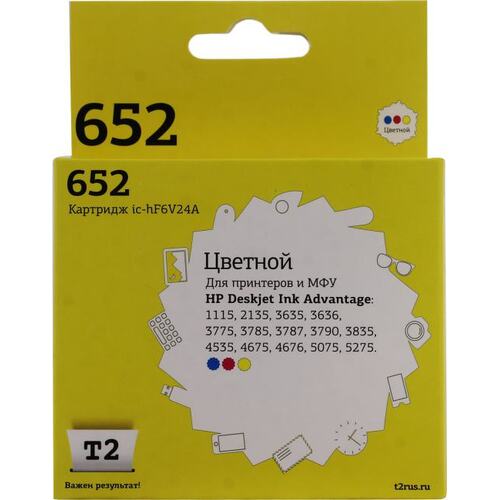 652
Цветной
652
Картридж ic-hF6V24A
Цветной
Для принтеров и МФУ
HP Deskjet Ink Advantage:
1115, 2135, 3635, 3636,
3775, 3785, 3787, 3790, 3835,
4535, 4675, 4676, 5075, 5275.
T2
Важен результат!
t2rus.ru